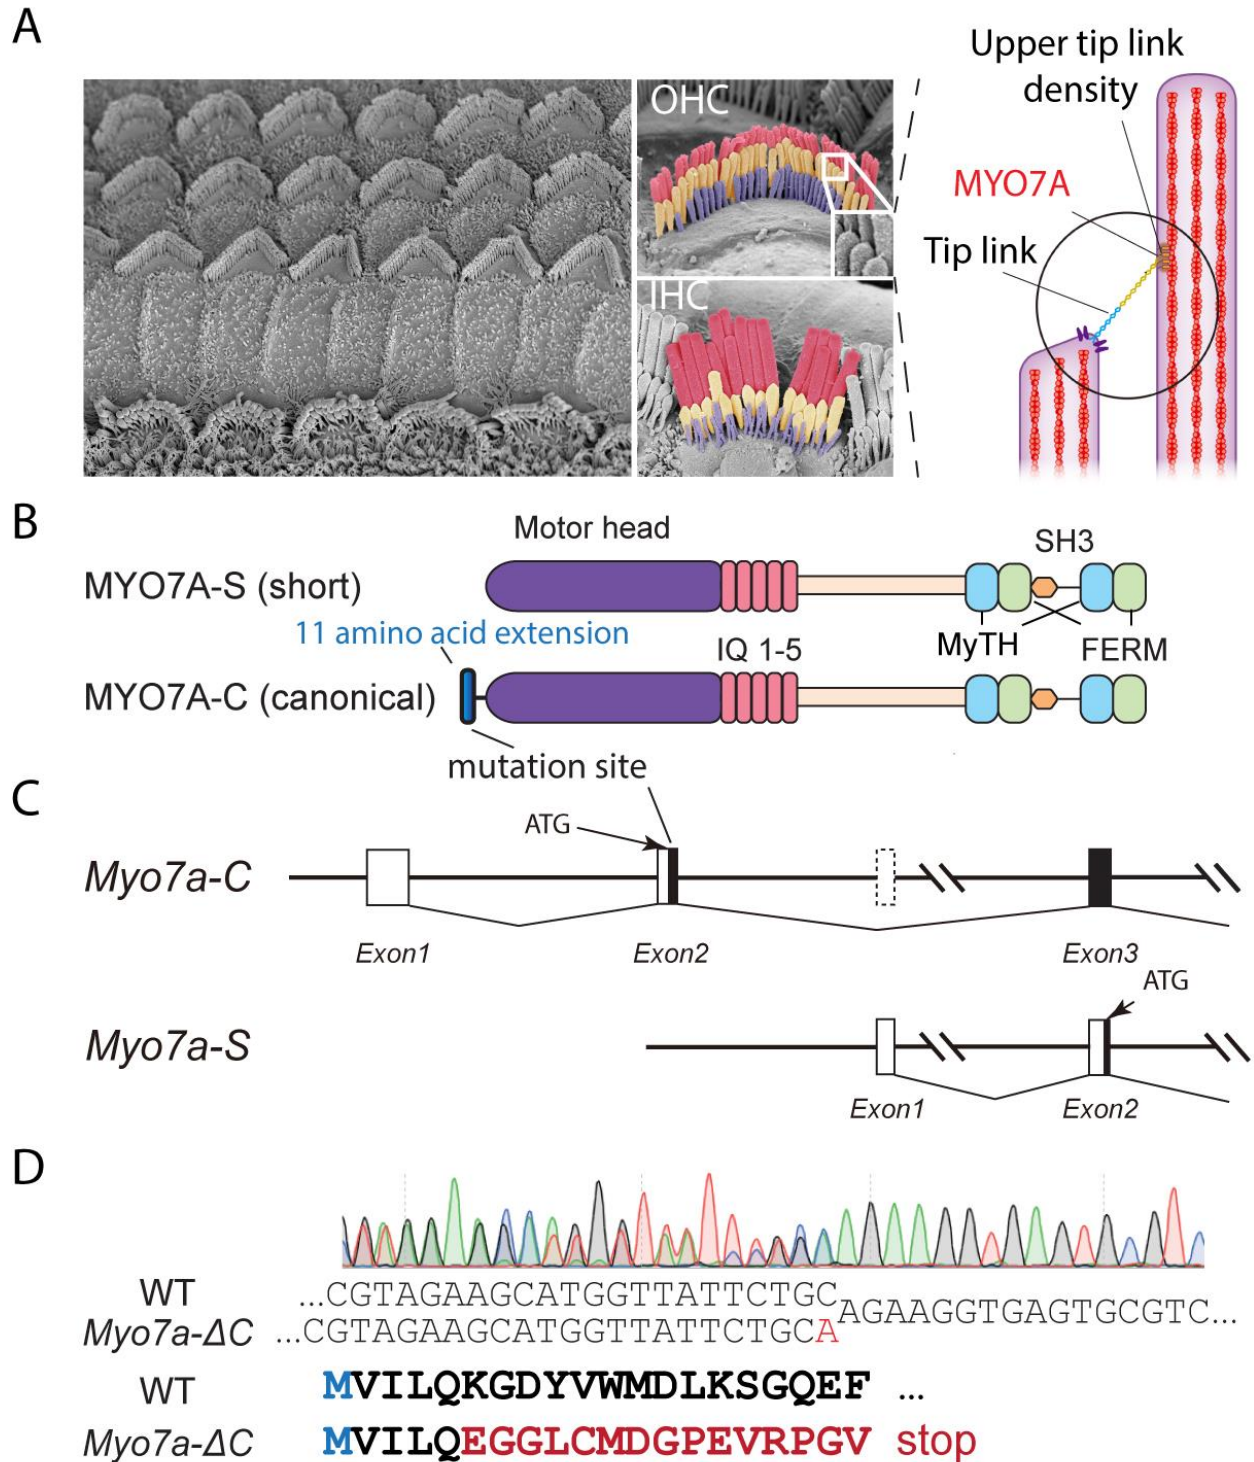 A
Upper tip link
density
OHC
MYO7A
Tip link
IHC
B
Motor head
SH3
MYO7A-S (short)
11 amino acid extension
IQ 1-5
MyTH
FERM
MYO7A-C (canonical)
mutation site
C
ATG
Myo7a-C
Exon1
Exon2
Exon3
ATG
Myo7a-S
Exon1
Exon2
D
WT
...CGTAGAAGCATGGTTATTCTGC
AGAAGGTGAGTGCGTC...
Myo7a-ΔC
...CGTAGAAGCATGGTTATTCTGCA
WT
MVILQKGDYVWMDLKSGQEF ...
Myo7a-ΔC
MVILQEGGLCMDGPEVRPGV stop